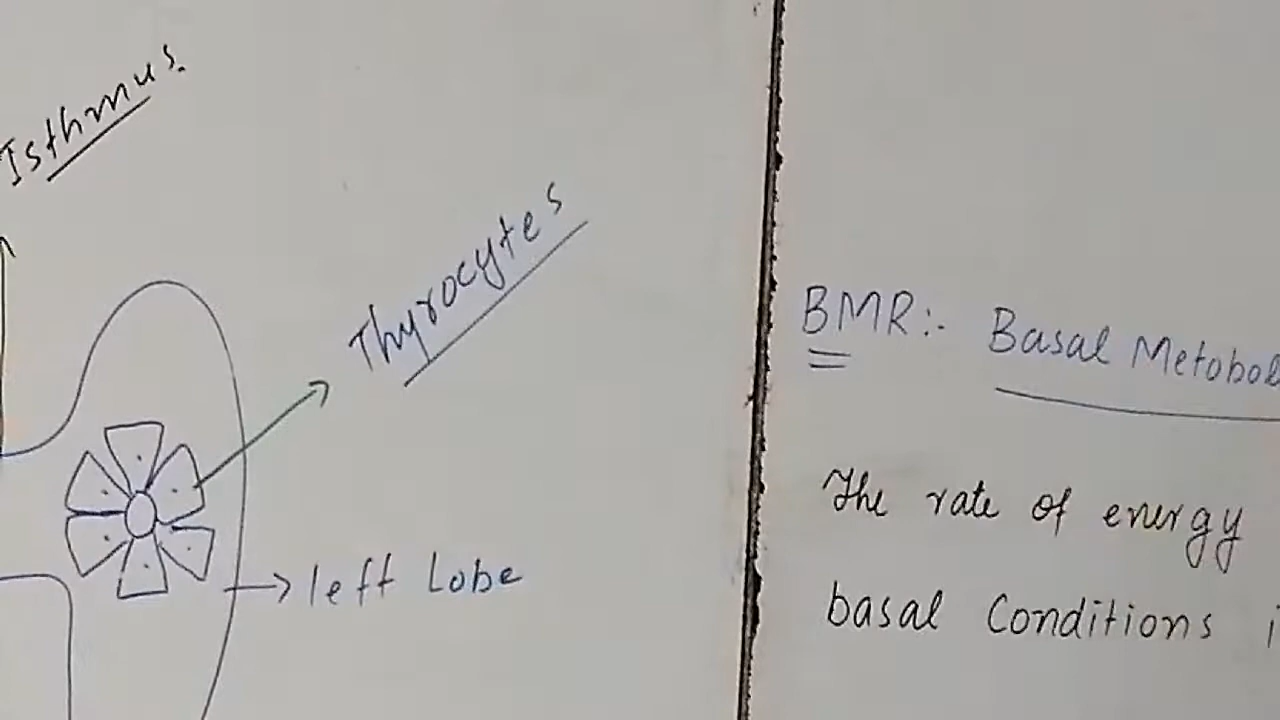 Isthmus.
Thyrocytes
left Lobe
BMR:- Basal Metobol
The rate of energy
basal Conditions i